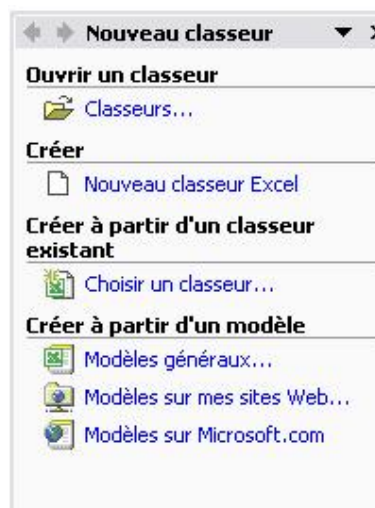 Nouveau classeur
Ouvrir un classeur
Classeurs...
Créer
Nouveau classeur Excel
Créer à partir d'un classeur
existant
Choisir un classeur...
Créer à partir d'un modèle
Modèles généraux...
Modèles sur mes sites Web...
Modèles sur Microsoft.com